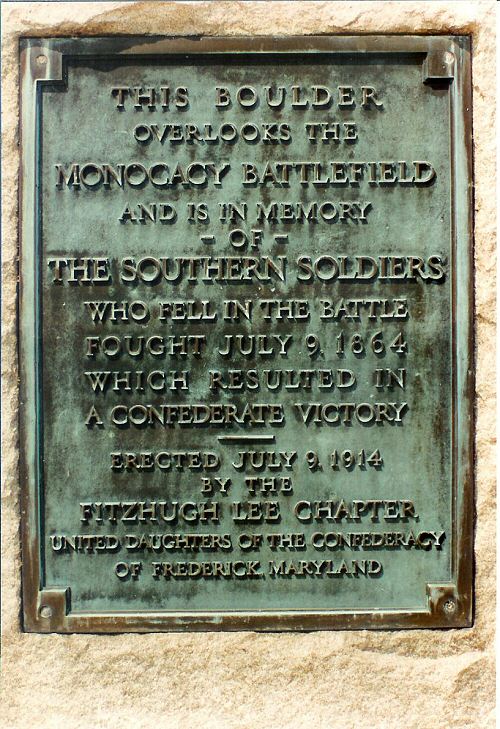 THIS BOULDER
OVERLOOKS THE
MONOCACY BATTLEFIELD
AND IS IN MEMORY
- OF -
THE SOUTHERN SOLDIERS
WHO FELL IN THE BATTLE
FOUGHT JULY 9, 1864
WHICH RESULTED IN
A CONFEDERATE VICTORY
ERECTED JULY 9, 1914
BY THE
FITZHUGH LEE CHAPTER,
UNITED DAUGHTERS OF THE CONFEDERACY
OF FREDERICK, MARYLAND